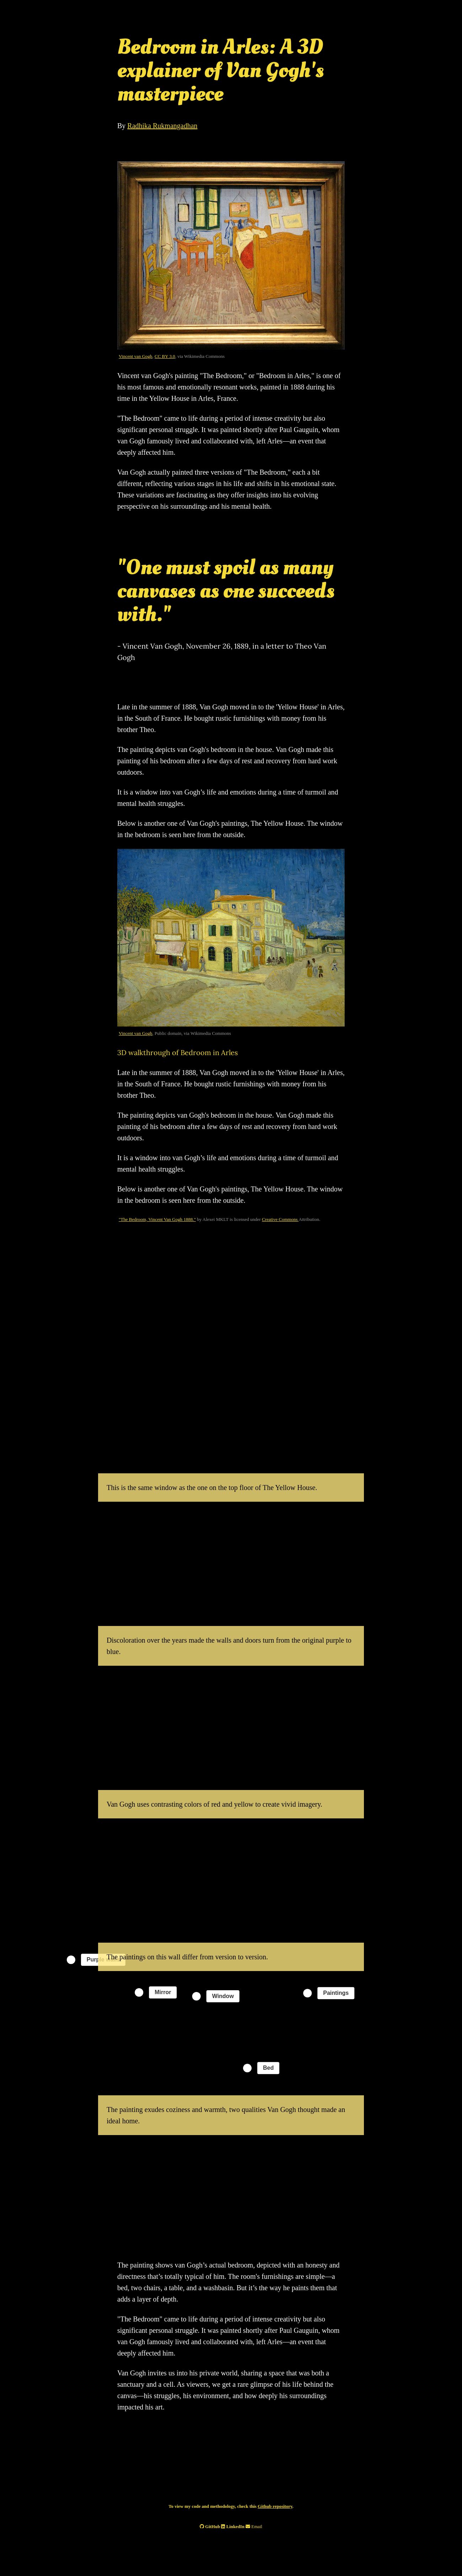 Bedroom in Arles: A 3D
explainer of Van Gogh's
masterpiece
By Radhika Rukmangadhan
Vincent van Gogh, CC BY 3.0, via Wikimedia Commons
Vincent van Gogh's painting "The Bedroom," or "Bedroom in Arles," is one of
his most famous and emotionally resonant works, painted in 1888 during his
time in the Yellow House in Arles, France.
"The Bedroom" came to life during a period of intense creativity but also
significant personal struggle. It was painted shortly after Paul Gauguin, whom
van Gogh famously lived and collaborated with, left Arles—an event that
deeply affected him.
Van Gogh actually painted three versions of "The Bedroom," each a bit
different, reflecting various stages in his life and shifts in his emotional state.
These variations are fascinating as they offer insights into his evolving
perspective on his surroundings and his mental health.
"One must spoil as many
canvases as one succeeds
with."
- Vincent Van Gogh, November 26, 1889, in a letter to Theo Van
Gogh
Late in the summer of 1888, Van Gogh moved in to the 'Yellow House' in Arles,
in the South of France. He bought rustic furnishings with money from his
brother Theo.
The painting depicts van Gogh's bedroom in the house. Van Gogh made this
painting of his bedroom after a few days of rest and recovery from hard work
outdoors.
It is a window into van Gogh’s life and emotions during a time of turmoil and
mental health struggles.
Below is another one of Van Gogh's paintings, The Yellow House. The window
in the bedroom is seen here from the outside.
Vincent van Gogh, Public domain, via Wikimedia Commons
3D walkthrough of Bedroom in Arles
Late in the summer of 1888, Van Gogh moved in to the 'Yellow House' in Arles,
in the South of France. He bought rustic furnishings with money from his
brother Theo.
The painting depicts van Gogh's bedroom in the house. Van Gogh made this
painting of his bedroom after a few days of rest and recovery from hard work
outdoors.
It is a window into van Gogh’s life and emotions during a time of turmoil and
mental health struggles.
Below is another one of Van Gogh's paintings, The Yellow House. The window
in the bedroom is seen here from the outside.
"The Bedroom, Vincent Van Gogh 1888." by Alexei MKLT is licensed under Creative Commons Attribution.
This is the same window as the one on the top floor of The Yellow House.
Discoloration over the years made the walls and doors turn from the original purple to
blue.
Van Gogh uses contrasting colors of red and yellow to create vivid imagery.
The paintings on this wall differ from version to version.
Mirror
Window
Paintings
Bed
The painting exudes coziness and warmth, two qualities Van Gogh thought made an
ideal home.
The painting shows van Gogh’s actual bedroom, depicted with an honesty and
directness that’s totally typical of him. The room's furnishings are simple—a
bed, two chairs, a table, and a washbasin. But it’s the way he paints them that
adds a layer of depth.
"The Bedroom" came to life during a period of intense creativity but also
significant personal struggle. It was painted shortly after Paul Gauguin, whom
van Gogh famously lived and collaborated with, left Arles—an event that
deeply affected him.
Van Gogh invites us into his private world, sharing a space that was both a
sanctuary and a cell. As viewers, we get a rare glimpse of his life behind the
canvas—his struggles, his environment, and how deeply his surroundings
impacted his art.
To view my code and methodology, check this Github repository.
GitHub LinkedIn Email